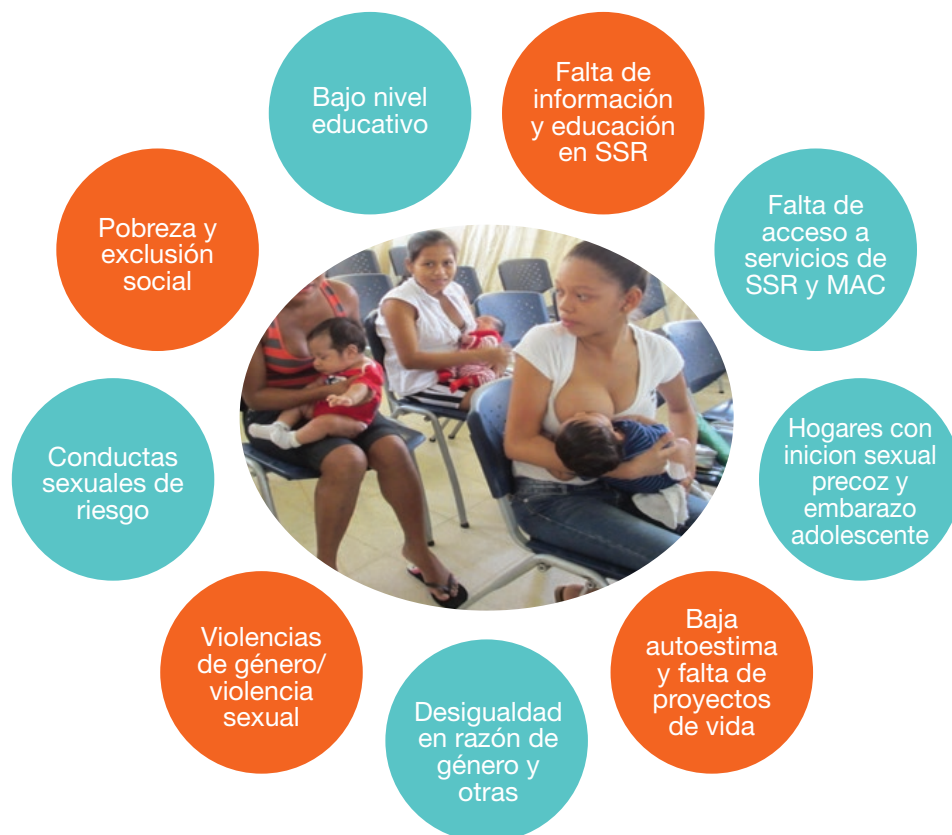 Bajo nivel
educativo
Falta de
información
y educación
en SSR
Falta de
acceso a
servicios de
SSR y MAC
Hogares con
inicion sexual
precoz y
embarazo
adolescente
Baja
autoestima
y falta de
proyectos
de vida
Desigualdad
en razón de
género y
otras
Violencias
de género/
violencia
sexual
Conductas
sexuales de
riesgo
Pobreza y
exclusión
social